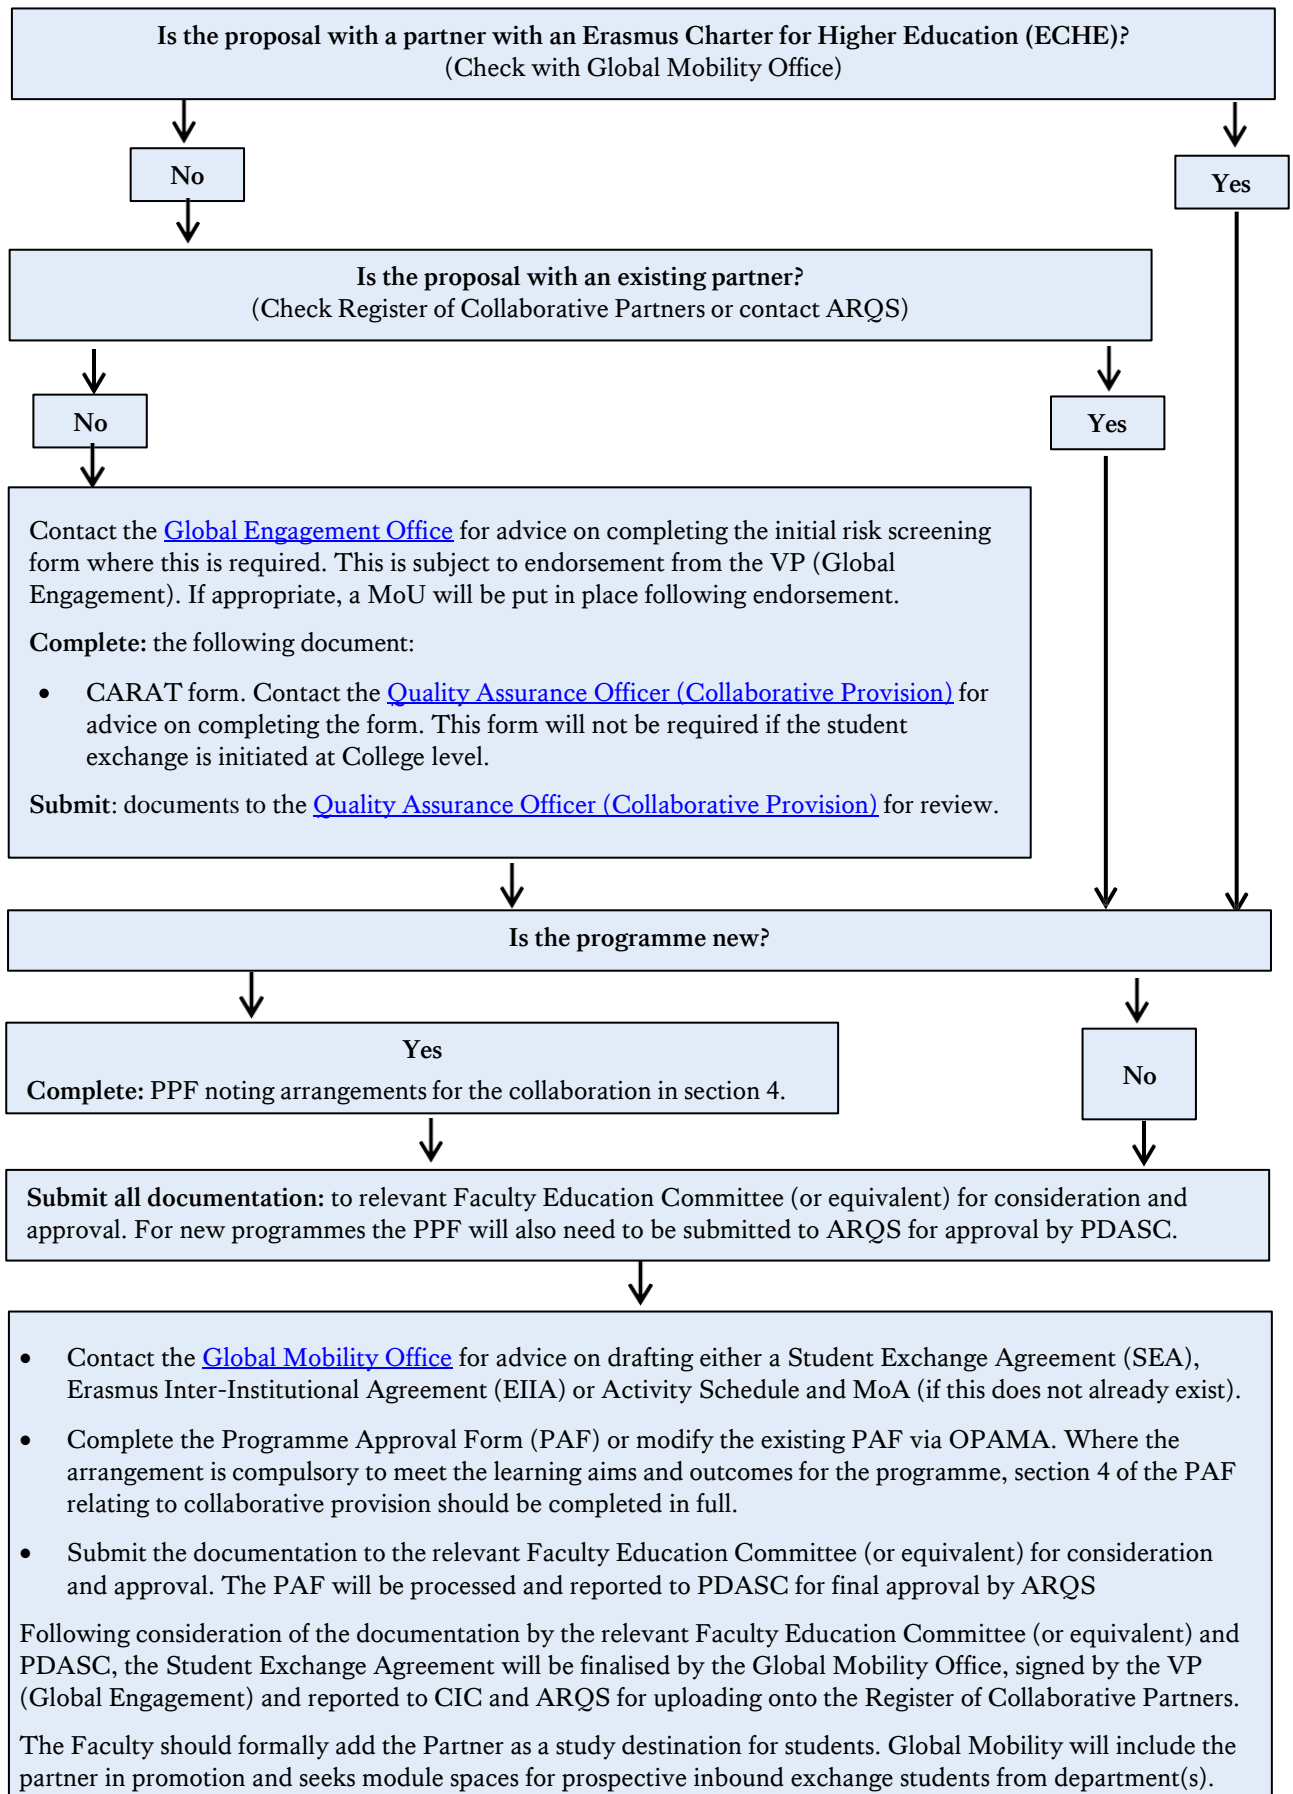 Is the proposal with a partner with an Erasmus Charter for Higher Education (ECHE)?
(Check with Global Mobility Office)
No
Yes
Is the proposal with an existing partner?
(Check Register of Collaborative Partners or contact ARQS)
No
Yes
Contact the Global Engagement Office for advice on completing the initial risk screening
form where this is required. This is subject to endorsement from the VP (Global
Engagement). If appropriate, a MoU will be put in place following endorsement.
Complete: the following document:
• CARAT form. Contact the Quality Assurance Officer (Collaborative Provision) for
advice on completing the form. This form will not be required if the student
exchange is initiated at College level.
Submit: documents to the Quality Assurance Officer (Collaborative Provision) for review.
Is the programme new?
Yes
Complete: PPF noting arrangements for the collaboration in section 4.
No
Submit all documentation: to relevant Faculty Education Committee (or equivalent) for consideration and
approval. For new programmes the PPF will also need to be submitted to ARQS for approval by PDASC.
• Contact the Global Mobility Office for advice on drafting either a Student Exchange Agreement (SEA),
Erasmus Inter-Institutional Agreement (EIIA) or Activity Schedule and MoA (if this does not already exist).
• Complete the Programme Approval Form (PAF) or modify the existing PAF via OPAMA. Where the
arrangement is compulsory to meet the learning aims and outcomes for the programme, section 4 of the PAF
relating to collaborative provision should be completed in full.
• Submit the documentation to the relevant Faculty Education Committee (or equivalent) for consideration
and approval. The PAF will be processed and reported to PDASC for final approval by ARQS
Following consideration of the documentation by the relevant Faculty Education Committee (or equivalent) and
PDASC, the Student Exchange Agreement will be finalised by the Global Mobility Office, signed by the VP
(Global Engagement) and reported to CIC and ARQS for uploading onto the Register of Collaborative Partners.
The Faculty should formally add the Partner as a study destination for students. Global Mobility will include the
partner in promotion and seeks module spaces for prospective inbound exchange students from department(s).